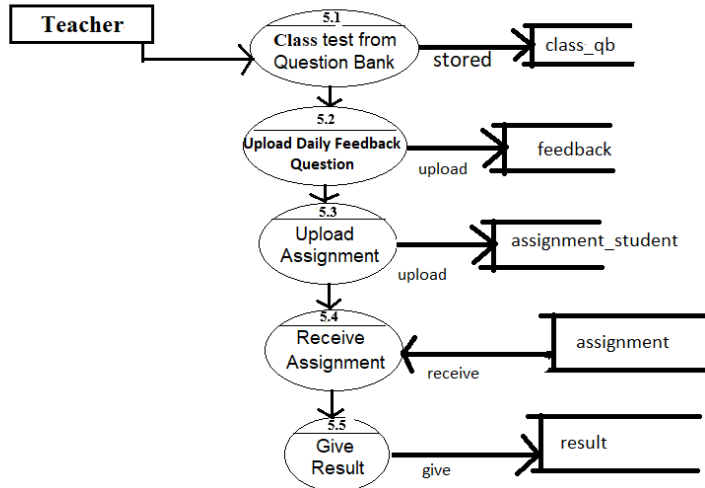 Teacher
5.1
Class test from
Question Bank
stored
class_qb
5.2
Upload Daily Feedback
Question
upload
feedback
5.3
Upload
Assignment
upload
assignment_student
5.4
Receive
Assignment
receive
assignment
5.5
Give
Result
give
result